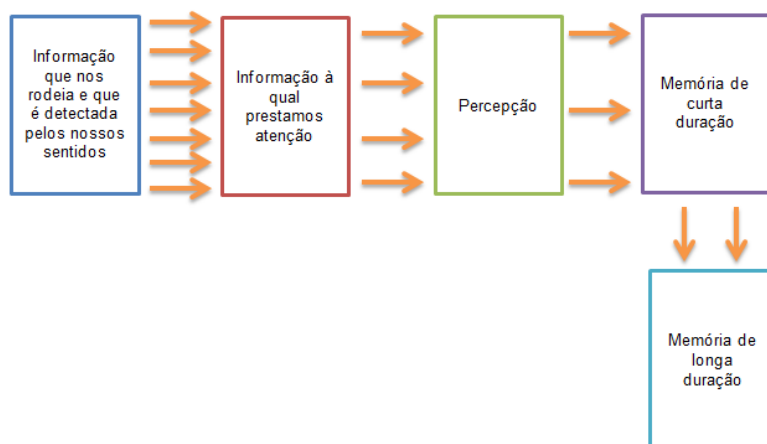 Informação
que nos
rodeia e que
é detectada
pelos nossos
sentidos
Informação à
qual
prestamos
atenção
Percepção
Memória de
curta
duração
Memória de
longa
duração